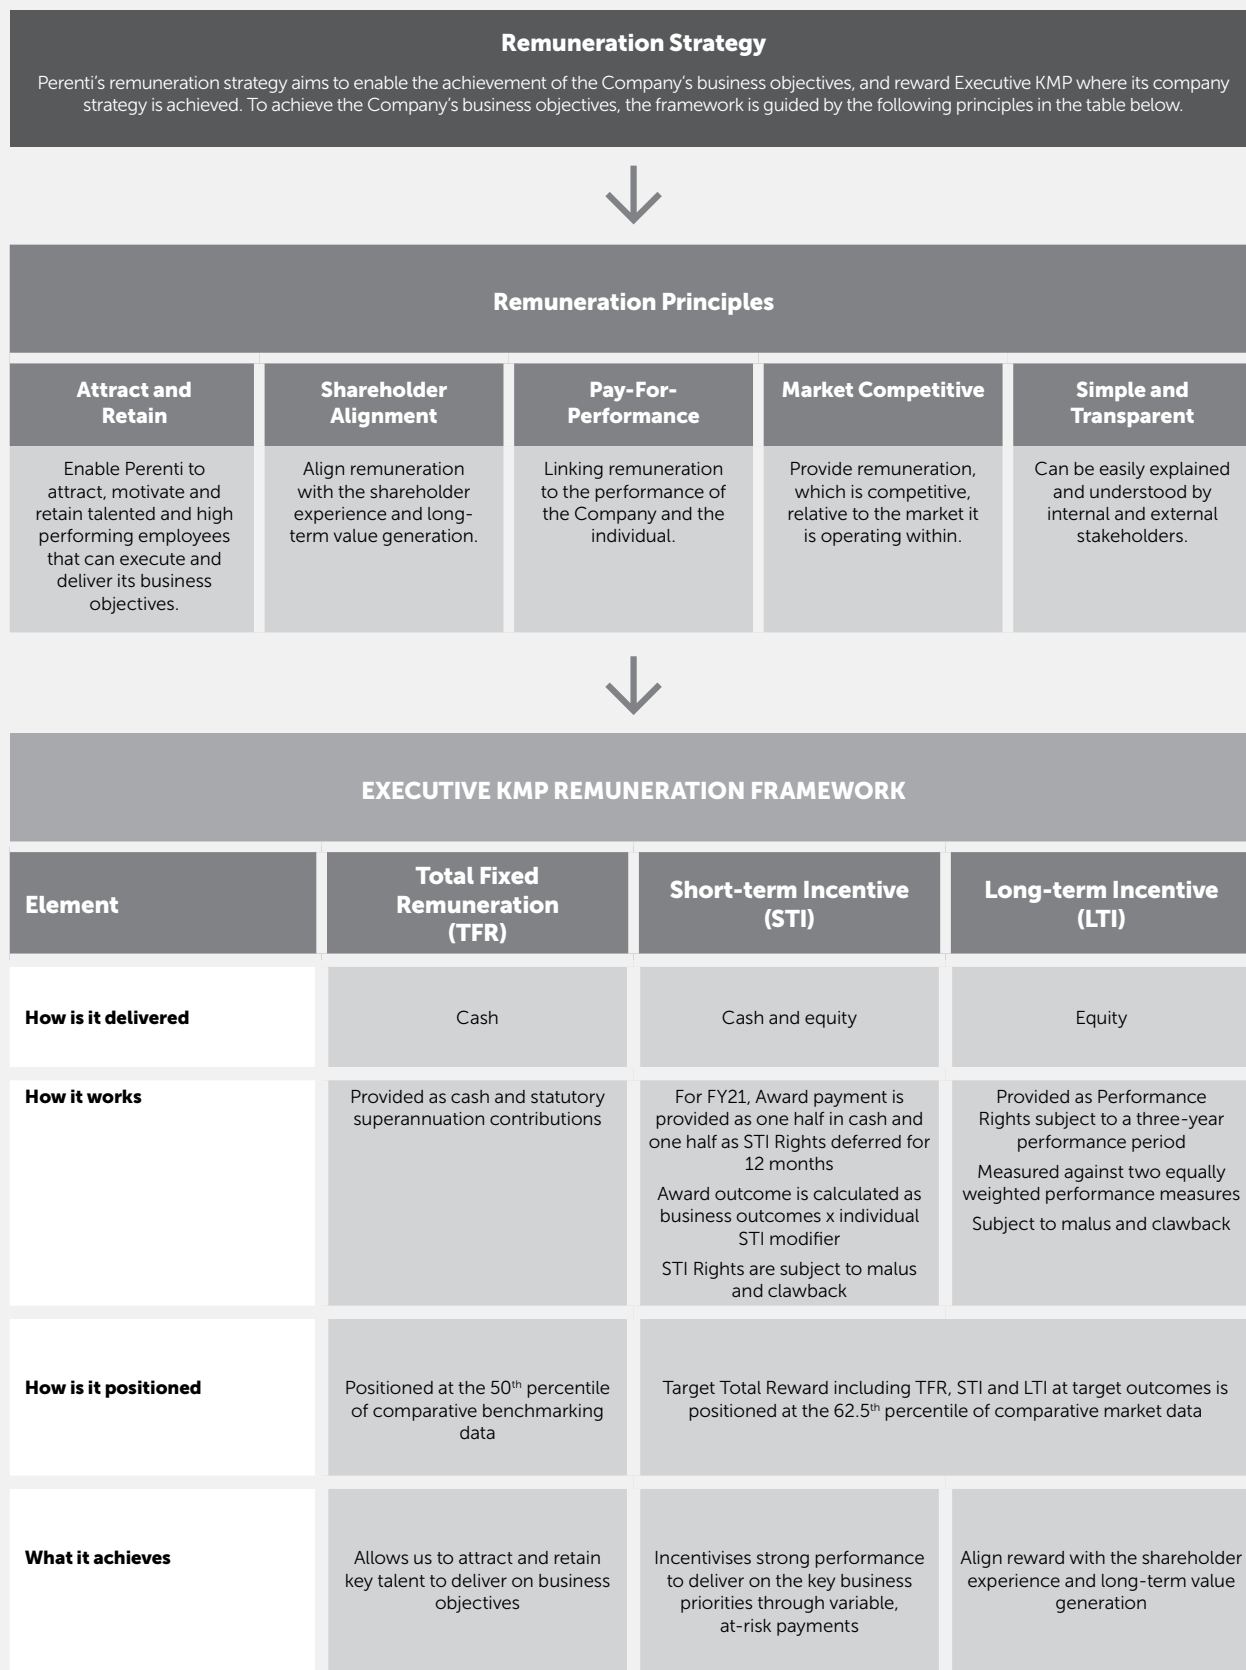 Remuneration Strategy
Perenti's remuneration strategy aims to enable the achievement of the Company's business objectives, and reward Executive KMP where its company
strategy is achieved. To achieve the Company's business objectives, the framework is guided by the following principles in the table below.
Remuneration Principles
Attract and
Retain
Enable Perenti to
attract, motivate and
retain talented and high
performing employees
that can execute and
deliver its business
objectives.
Shareholder
Alignment
Align remuneration
with the shareholder
experience and long-
term value generation.
Pay-For-
Performance
Linking remuneration
to the performance of
the Company and the
individual.
Market Competitive
Provide remuneration,
which is competitive,
relative to the market it
is operating within.
Simple and
Transparent
Can be easily explained
and understood by
internal and external
stakeholders.
EXECUTIVE KMP REMUNERATION FRAMEWORK
Element
Total Fixed
Remuneration
(TFR)
Short-term Incentive
(STI)
Long-term Incentive
(LTI)
How is it delivered
Cash
Cash and equity
Equity
How it works
Provided as cash and statutory
superannuation contributions
For FY21, Award payment is
provided as one half in cash and
one half as STI Rights deferred for
12 months
Award outcome is calculated as
business outcomes x individual
STI modifier
STI Rights are subject to malus
and clawback
Provided as Performance
Rights subject to a three-year
performance period
Measured against two equally
weighted performance measures
Subject to malus and clawback
How is it positioned
Positioned at the 50th percentile
of comparative benchmarking
data
Target Total Reward including TFR, STI and LTI at target outcomes is
positioned at the 62.5th percentile of comparative market data
What it achieves
Allows us to attract and retain
key talent to deliver on business
objectives
Incentivises strong performance
to deliver on the key business
priorities through variable,
at-risk payments
Align reward with the shareholder
experience and long-term value
generation